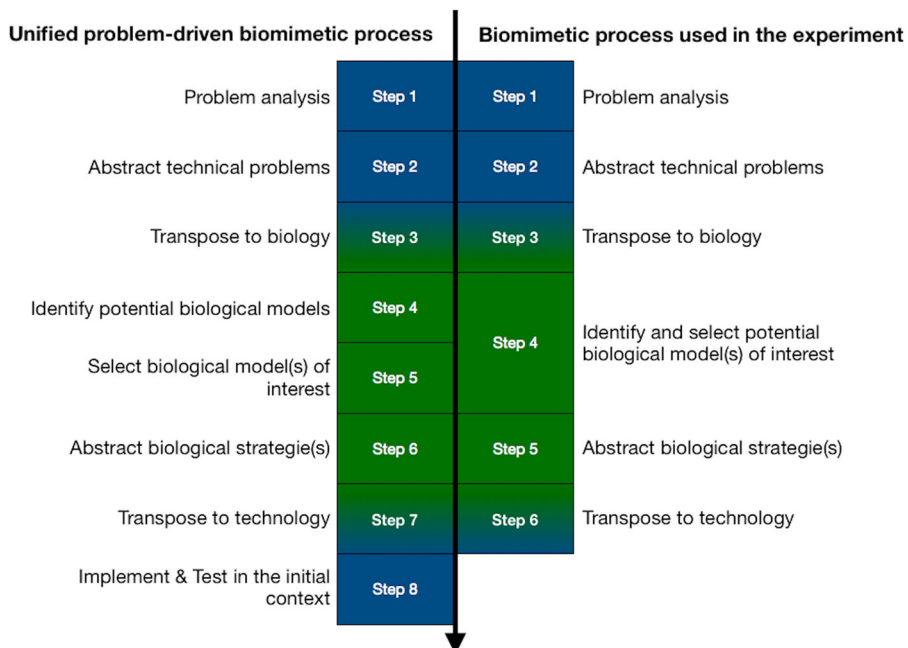 Unified problem-driven biomimetic process
Biomimetic process used in the experiment
Problem analysis
Step 1
Step 1
Problem analysis
Abstract technical problems
Step 2
Step 2
Abstract technical problems
Transpose to biology
Step 3
Step 3
Transpose to biology
Identify potential biological models
Step 4
Select biological model(s) of
interest
Step 5
Step 4
Identify and select potential
biological model(s) of interest
Abstract biological strategie(s)
Step 6
Step 5
Abstract biological strategie(s)
Transpose to technology
Step 7
Step 6
Transpose to technology
Implement & Test in the initial
context
Step 8